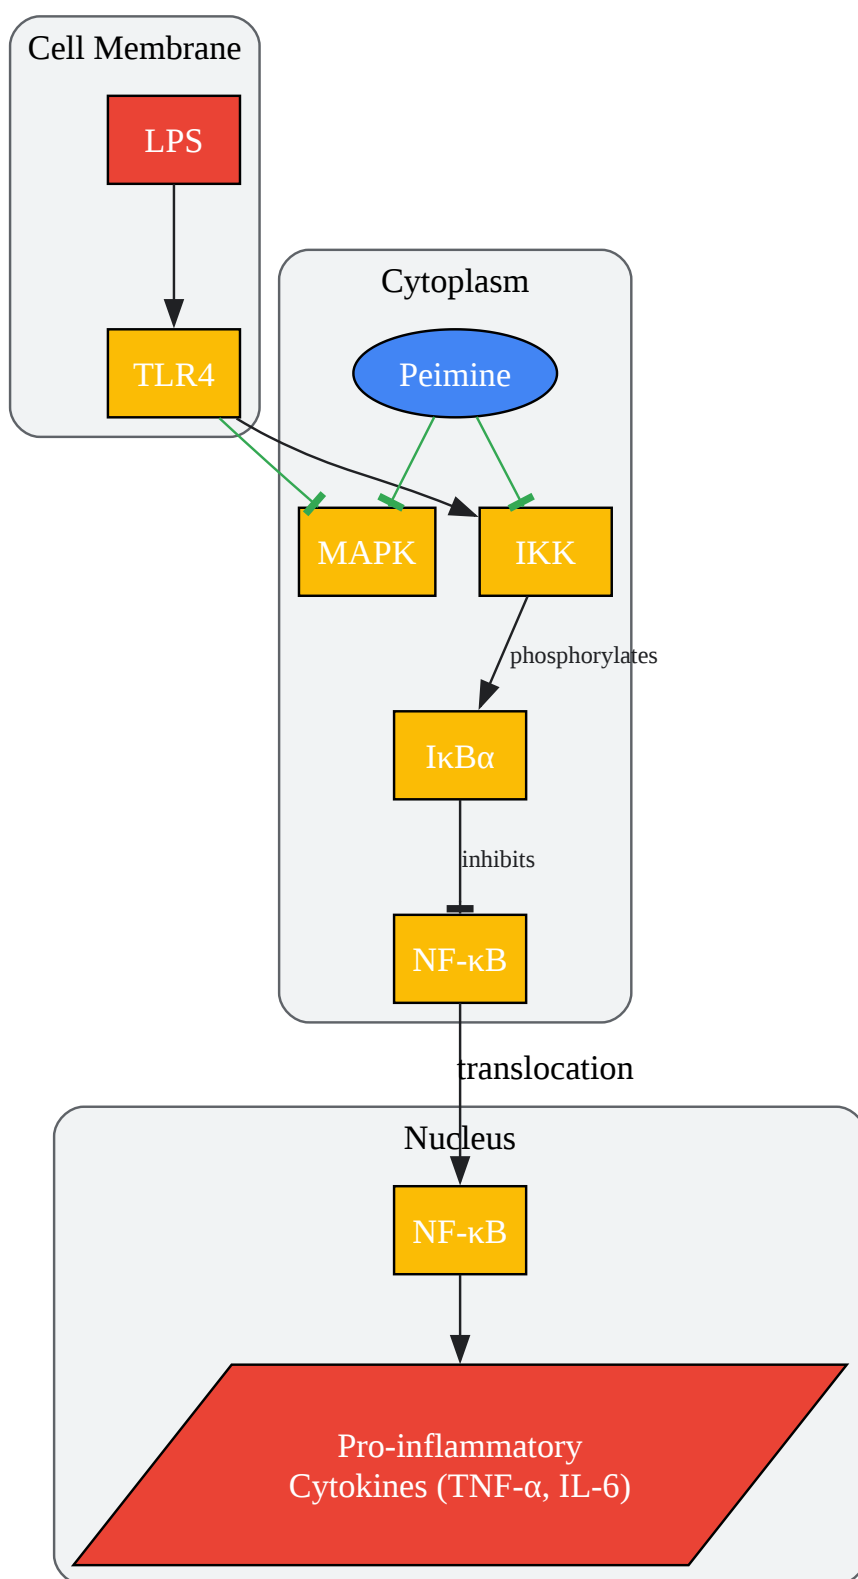 Cell Membrane
LPS
Cytoplasm
TLR4
Peimine
MAPK
IKK
phosphorylates
IκBα
inhibits
NF-κB
translocation
Nucleus
NF-κB
Pro-inflammatory
Cytokines (TNF-α, IL-6)